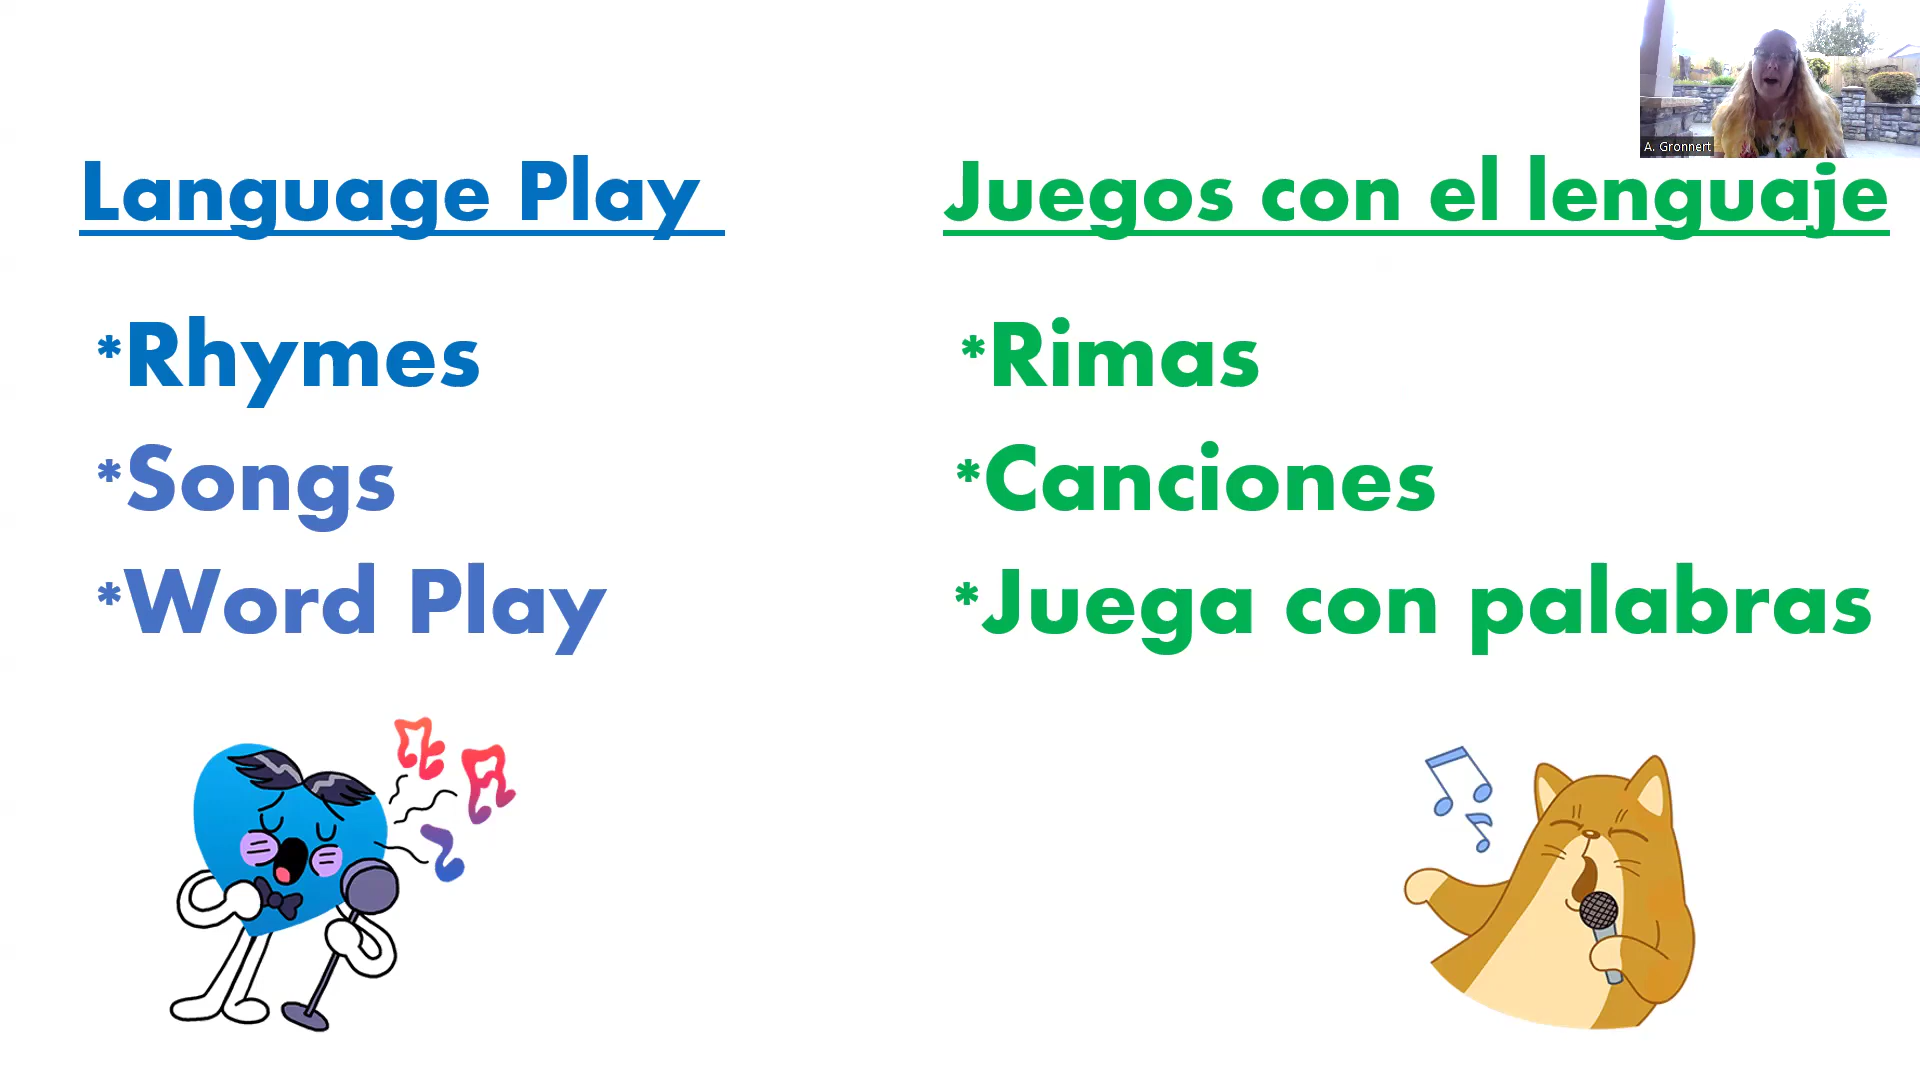 A. Gronnert
Language Play
*Rhymes
*Songs
*Word Play
Juegos con el lenguaje
*Rimas
*Canciones
*Juega con palabras